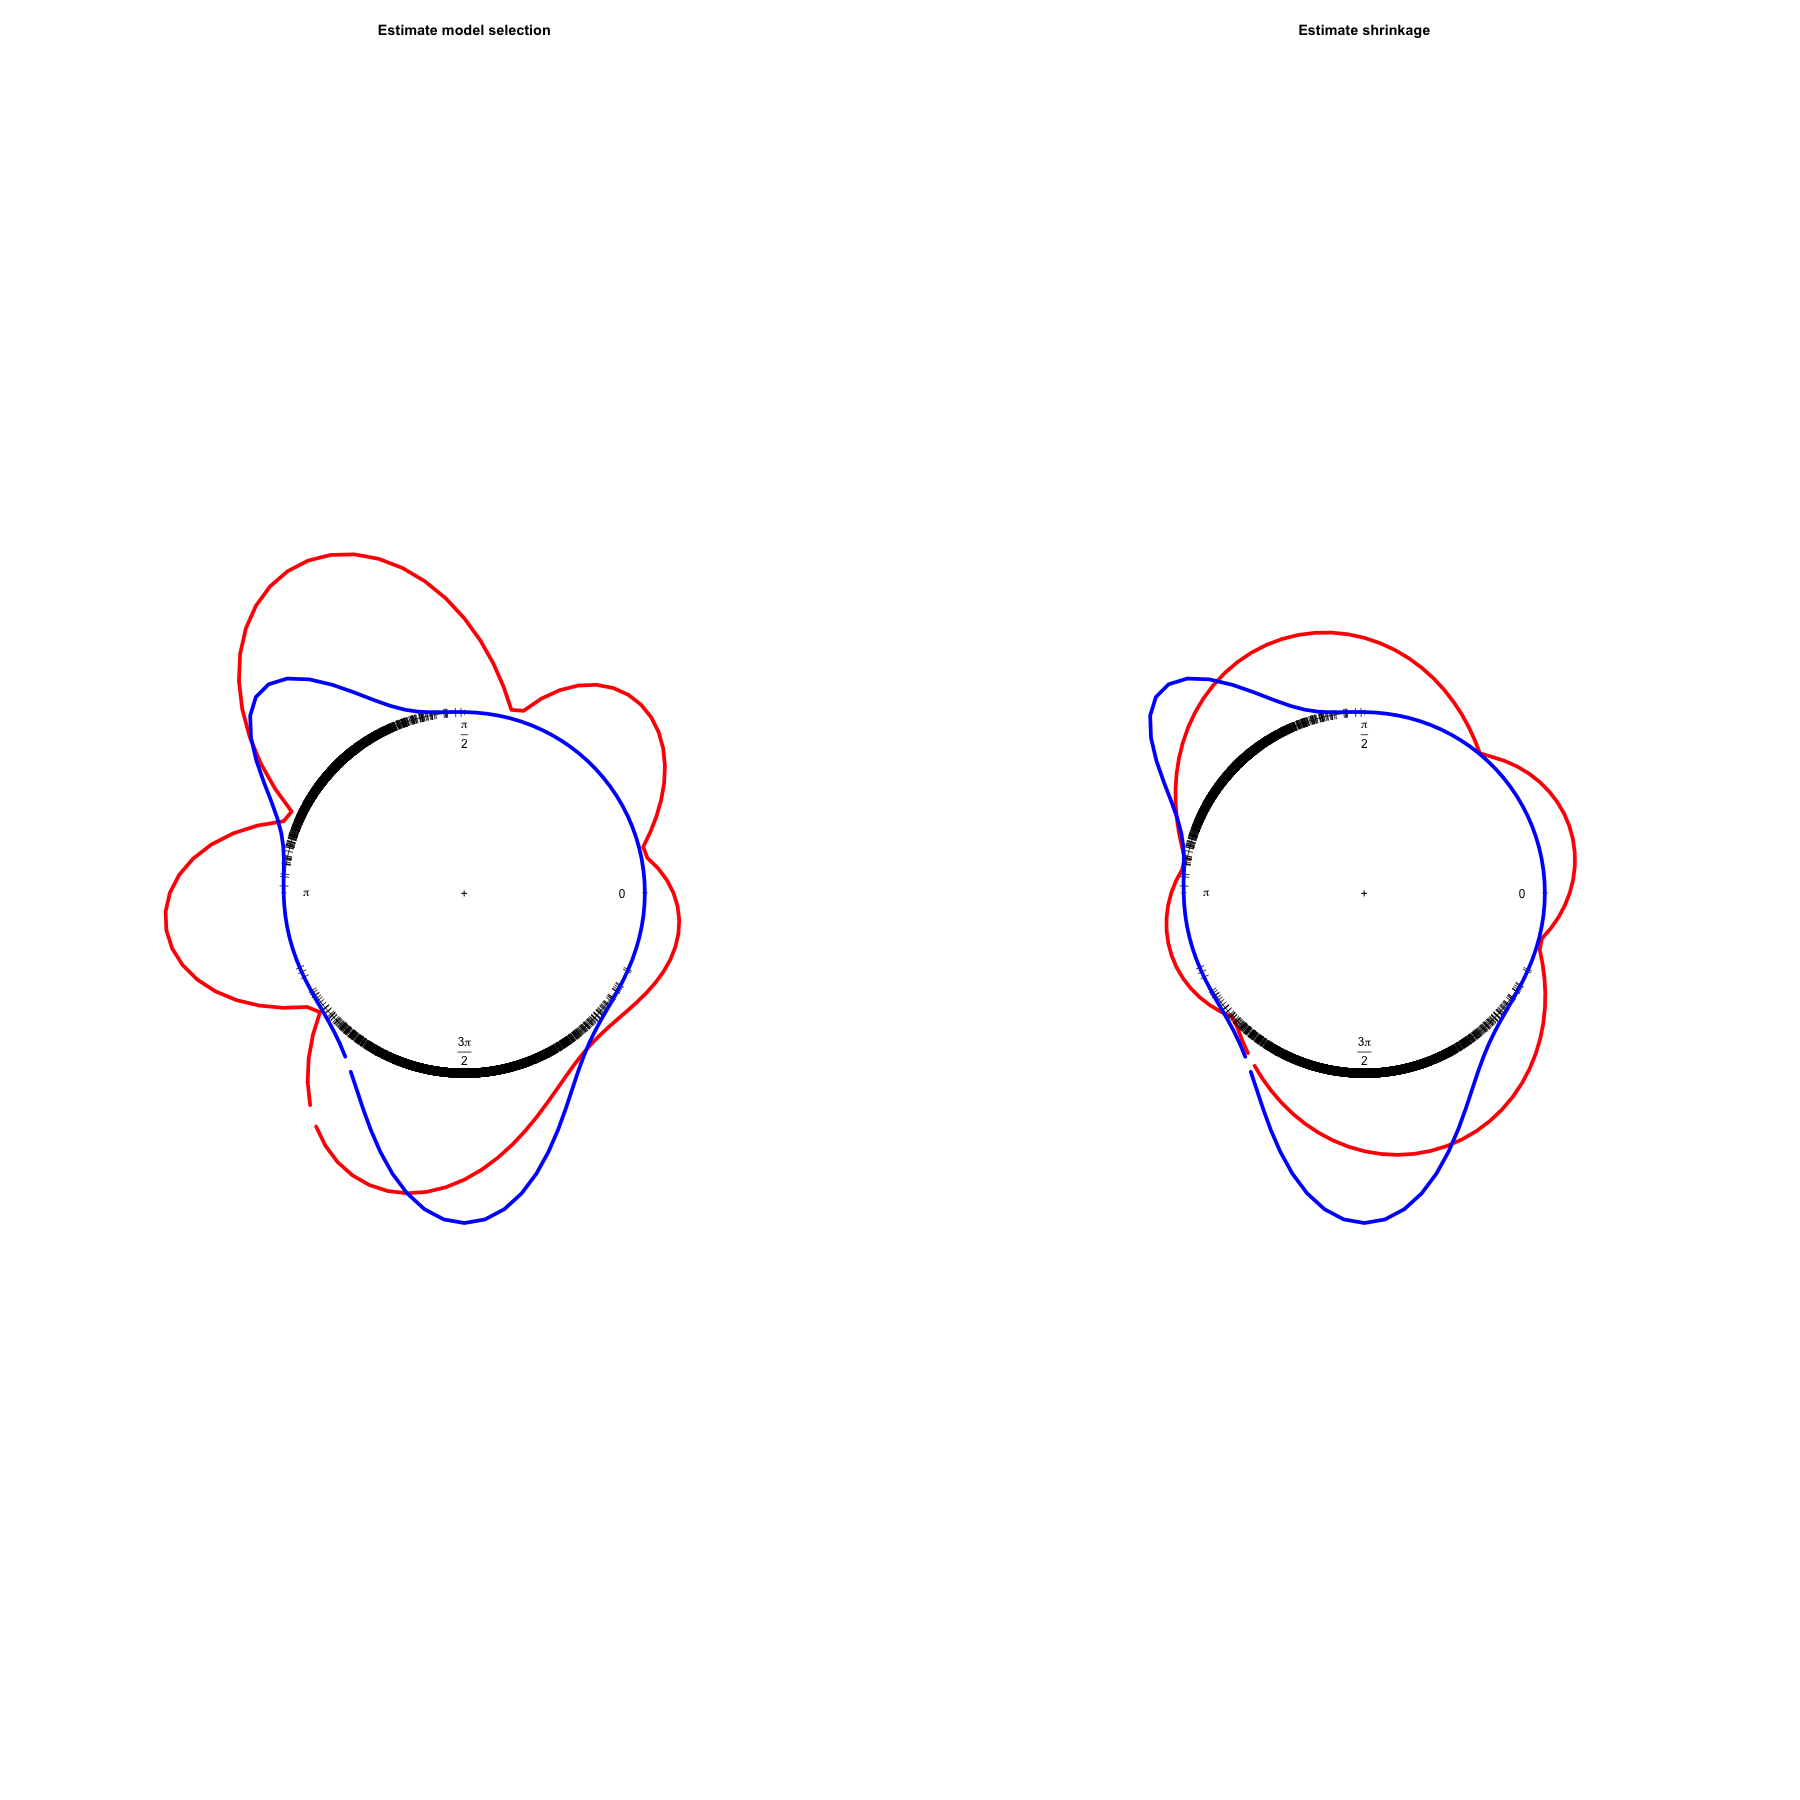 Estimate model selection
π
2
π
+
0
3π
2
Estimate shrinkage
π
2
π
+
0
3π
2